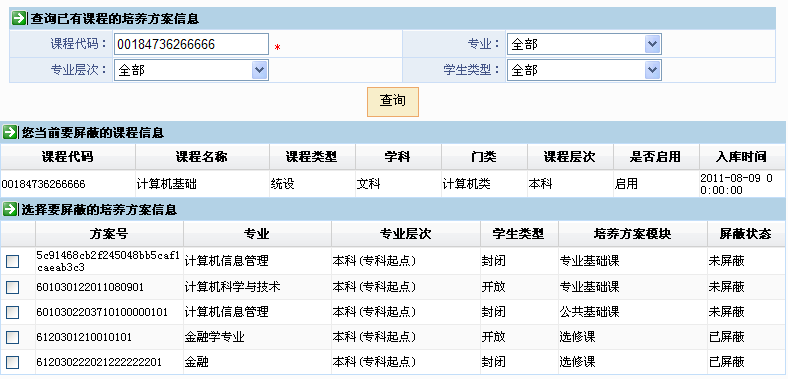 查询已有课程的培养方案信息
课程代码： 00184736266666 * 专业： 全部
专业层次： 全部 学生类型： 全部
查询
您当前要屏蔽的课程信息
课程代码 课程名称 课程类型 学科 门类 课程层次 是否启用 入库时间
00184736266666 计算机基础 统设 文科 计算机类 本科 启用 2011-08-09 0
0:00:00
选择要屏蔽的培养方案信息
方案号 专业 专业层次 学生类型 培养方案模块 屏蔽状态
5c91468cb2f245048bb5caf1
caeab3c3 计算机信息管理 本科(专科起点) 封闭 专业基础课 未屏蔽
601030122011080901 计算机科学与技术 本科(专科起点) 开放 专业基础课 未屏蔽
6010302203710100000101 计算机信息管理 本科(专科起点) 封闭 公共基础课 未屏蔽
6120301210010101 金融学专业 本科(专科起点) 开放 选修课 已屏蔽
612030222021222222201 金融 本科(专科起点) 封闭 选修课 已屏蔽